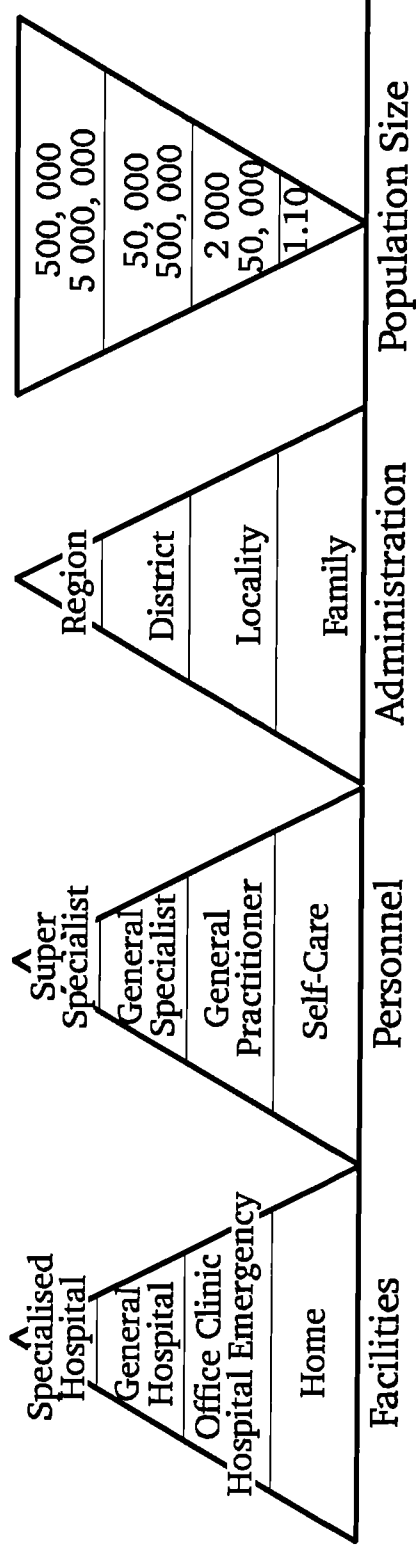 Specialised
Hospital
General
Hospital
Office Clinic
Hospital Emergency
Home
Facilities
Super
Specialist
General
Specialist
General
Practitioner
Self-Care
Personnel
Region
District
Locality
Family
Administration
500, 000
5 000, 000
50, 000
500, 000
2 000
50, 000
1.10
Population Size